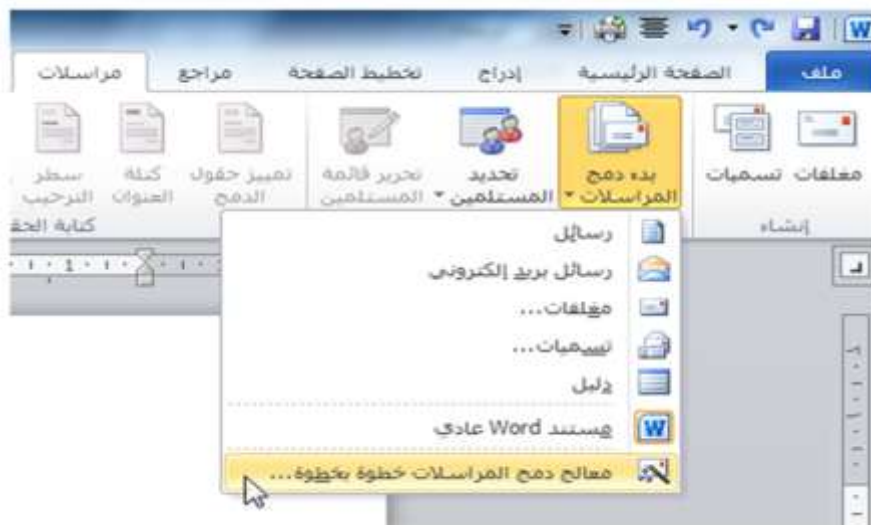 ملف الصفحة الرئيسية إدراج تخطيط الصفحة مراجع مراسلات
مغلفات تسميات بدء دمج المراسلات تحديد المستلمين تحرير قائمة المستلمين تمييز حقول الدمج كتلة العنوان سطر الترحيب
إنشاء كتابة الحق
رسائل
رسائل بريد إلكتروني
مغلفات...
تسميات...
دليل
مستند Word عادي
معالج دمج المراسلات خطوة بخطوة...